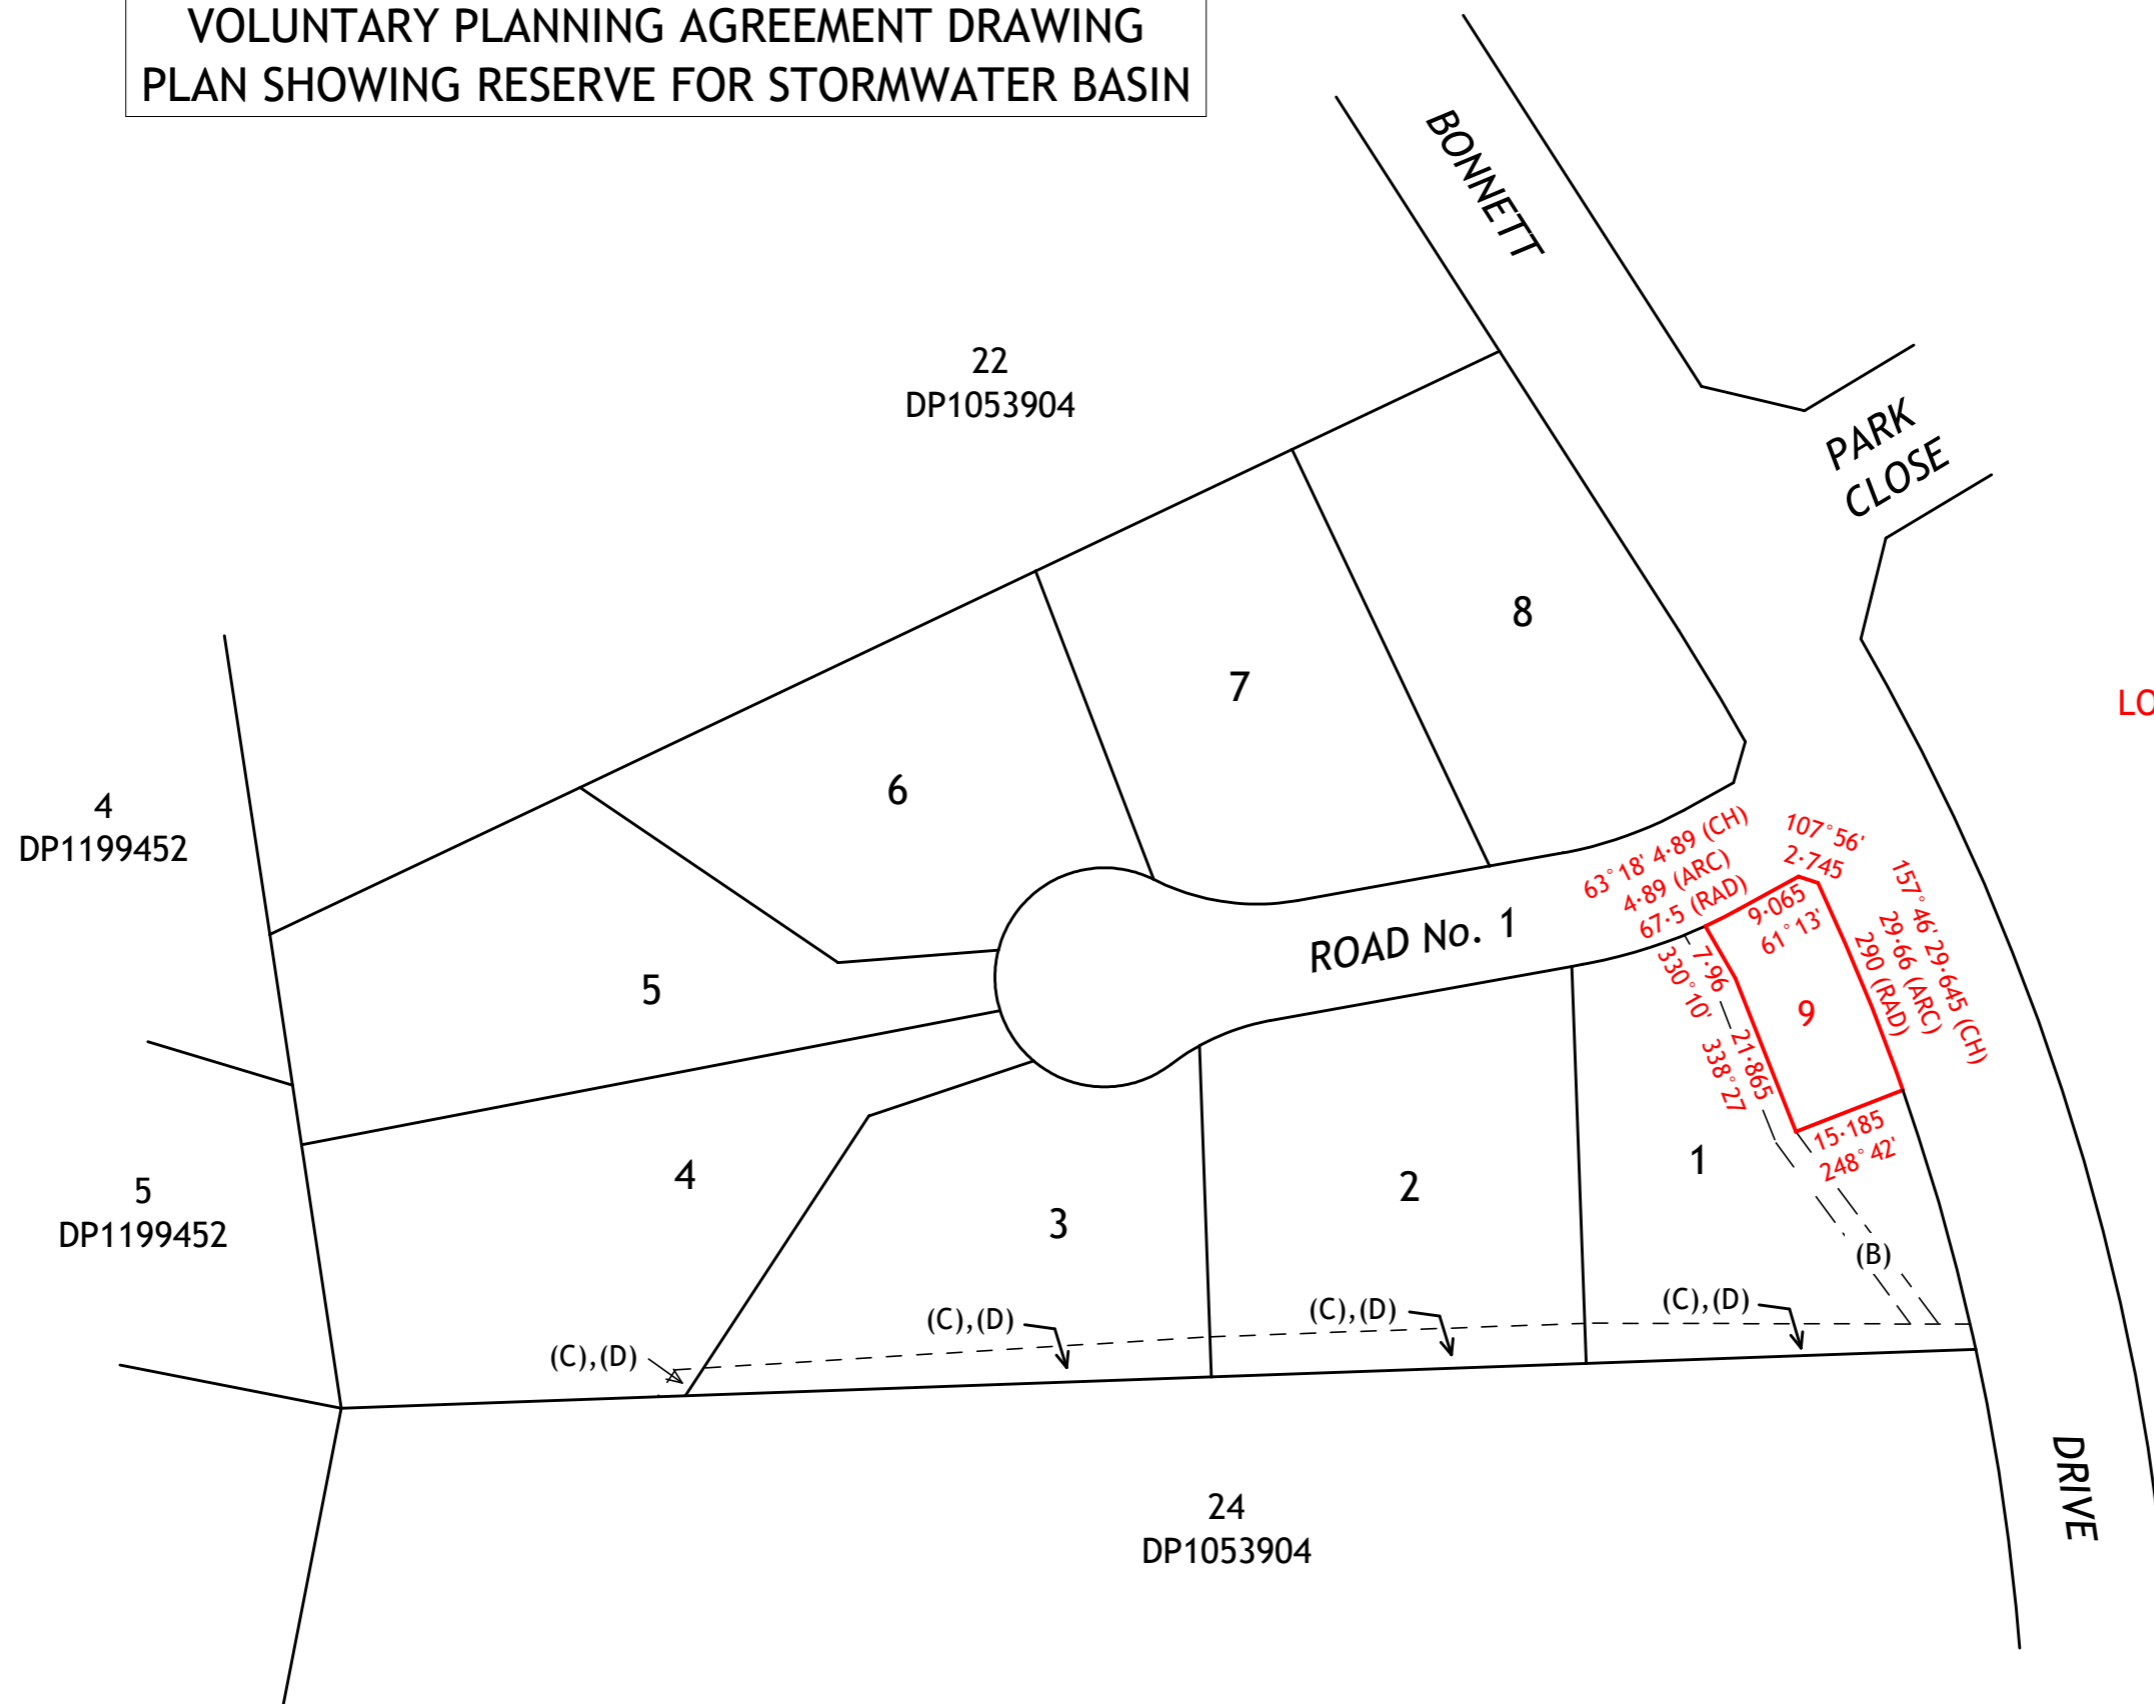 VOLUNTARY PLANNING AGREEMENT DRAWING
PLAN SHOWING RESERVE FOR STORMWATER BASIN
BONNETT
22
DP1053904
PARK
CLOSE
8
7
LO
6
4
DP1199452
63°18' 4·89 (CH)
4·89 (ARC)
67·5 (RAD)
107°56'
2·745
9·065
61°13'
157°46' 29·645 (CH)
29·66 (ARC)
290 (RAD)
ROAD No. 1
7·96
330°10'
5
9
21·865
338°27
15·185
248°42'
4
1
2
3
5
DP1199452
(B)
(C),(D)
(C),(D)
(C),(D)
(C),(D)
DRIVE
24
DP1053904